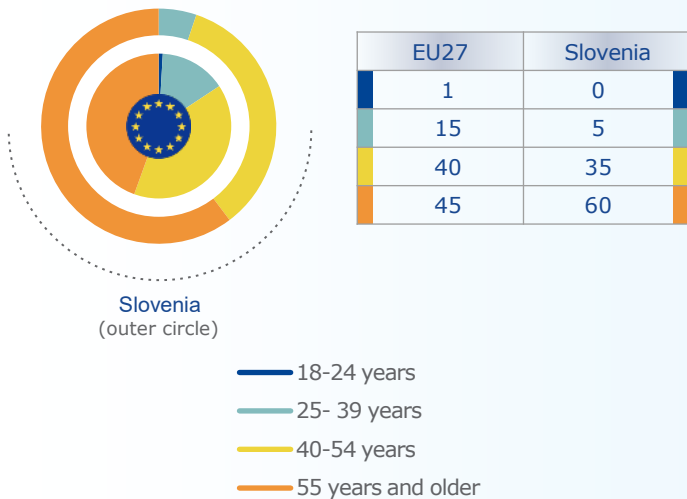 EU27 Slovenia
1 0
15 5
40 35
45 60
Slovenia
(outer circle)
18-24 years
25- 39 years
40-54 years
55 years and older